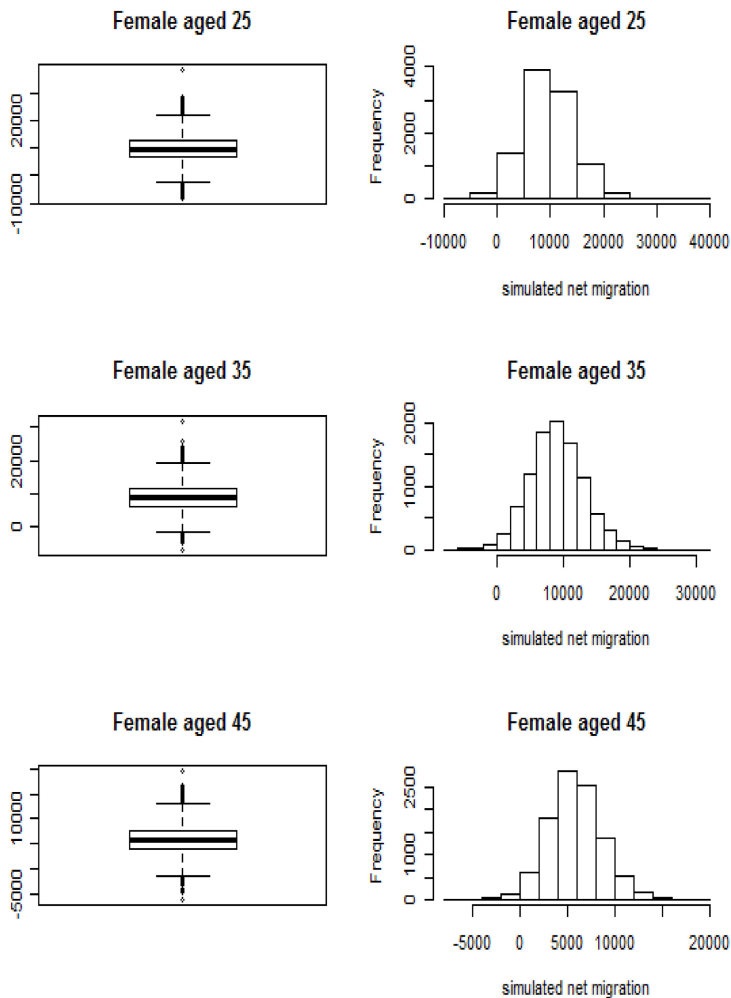 Female aged 25
Female aged 25
20000
-10000
Frequency
4000
2000
0
-10000 0 10000 20000 30000 40000
simulated net migration
Female aged 35
Female aged 35
20000
0
Frequency
2000
1000
0
0 10000 20000 30000
simulated net migration
Female aged 45
Female aged 45
10000
-5000
Frequency
2500
1000
0
-5000 0 5000 10000 20000
simulated net migration